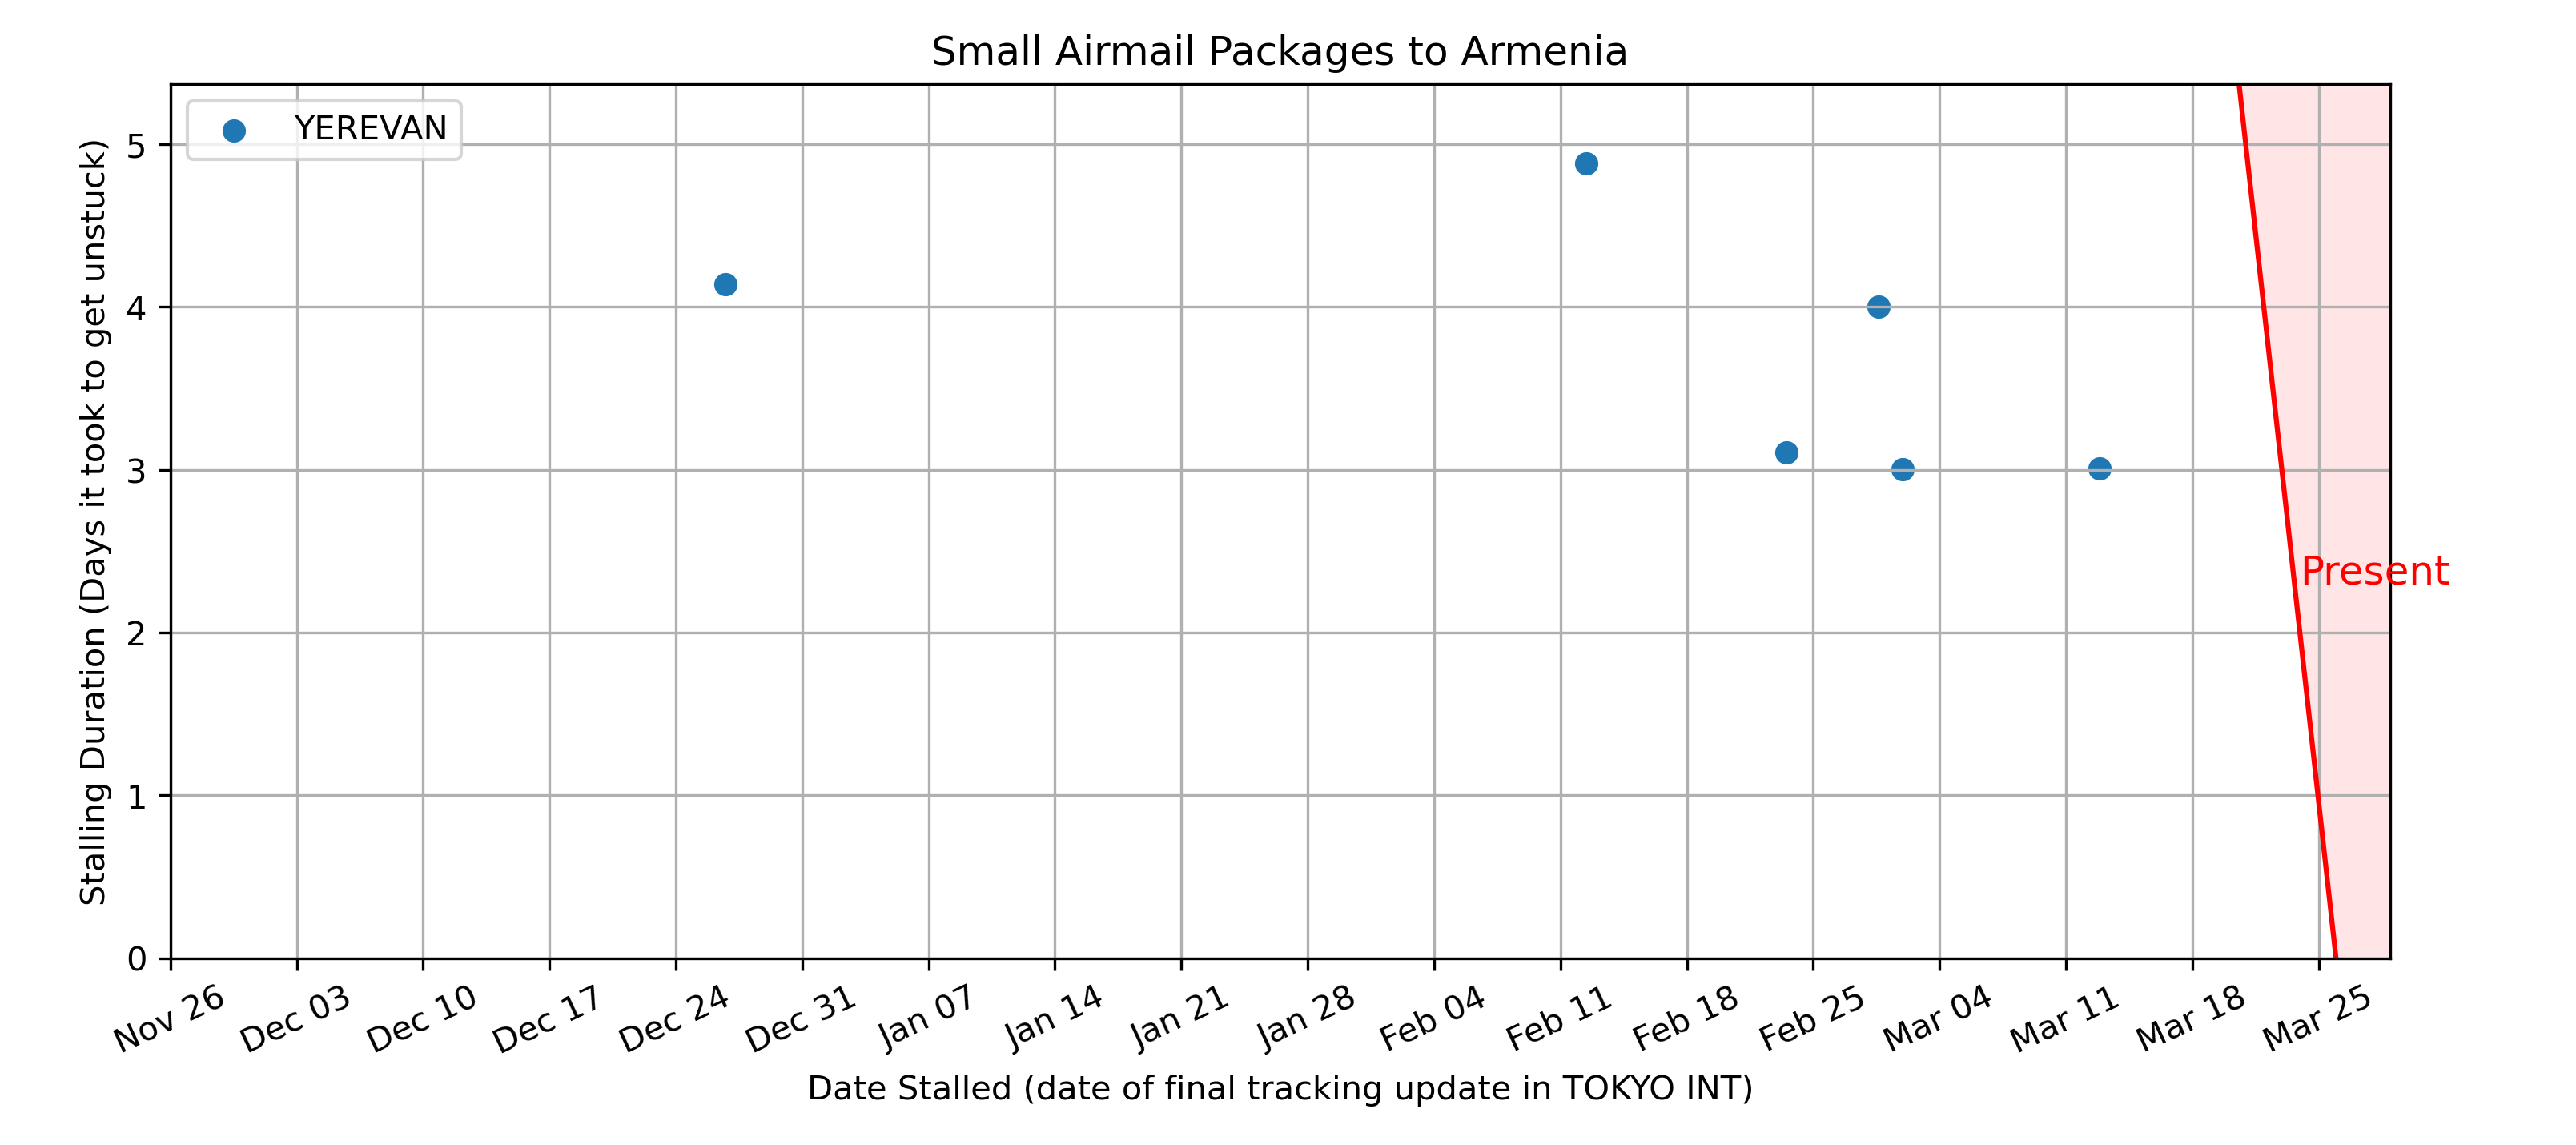 Small Airmail Packages to Armenia
YEREVAN
Stalling Duration (Days it took to get unstuck)
5
4
3
2
1
0
Present
Nov 26
Dec 03
Dec 10
Dec 17
Dec 24
Dec 31
Jan 07
Jan 14
Jan 21
Jan 28
Feb 04
Feb 11
Feb 18
Feb 25
Mar 04
Mar 11
Mar 18
Mar 25
Date Stalled (date of final tracking update in TOKYO INT)